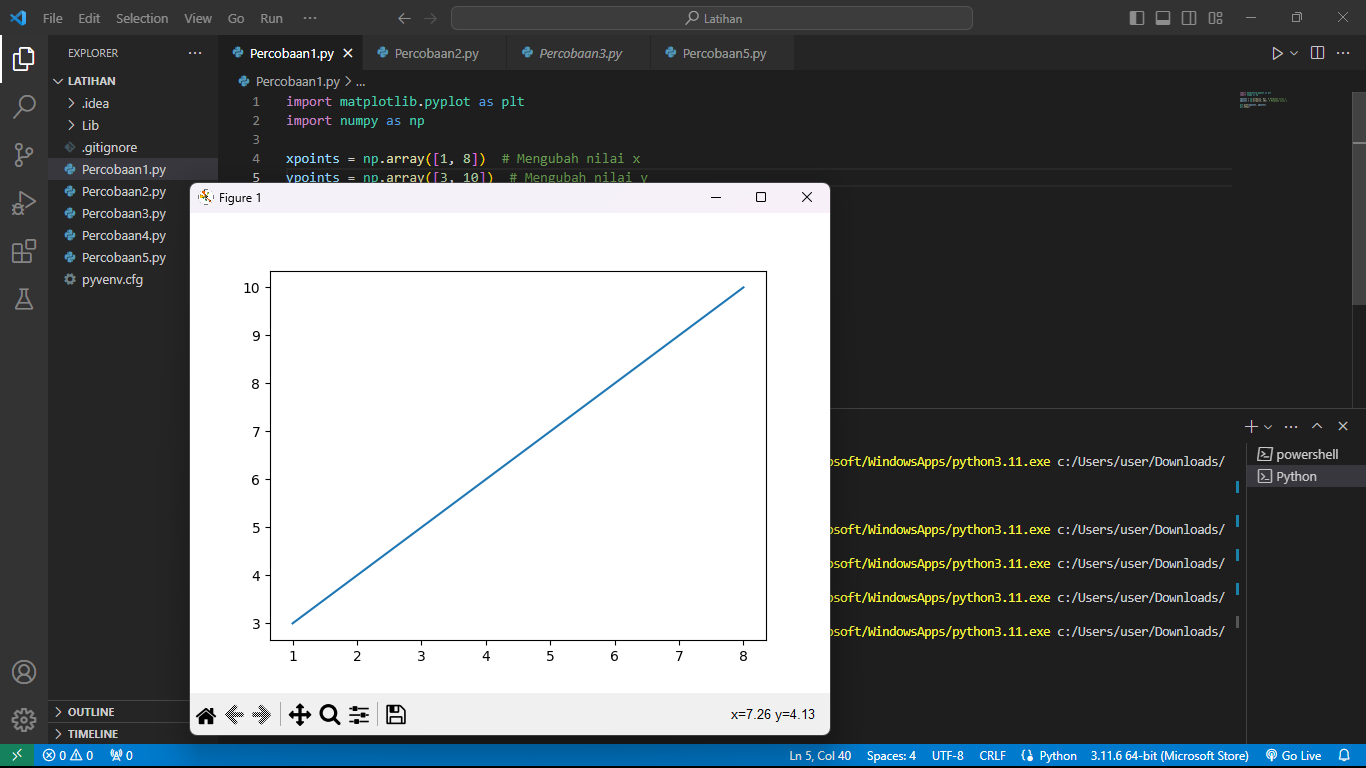 File Edit Selection View Go Run ··· Latihan
EXPLORER ···
Percobaan1.py Percobaan2.py Percobaan3.py Percobaan5.py
LATIHAN
.idea
Lib
.gitignore
Percobaan1.py
Percobaan2.py
Percobaan3.py
Percobaan4.py
Percobaan5.py
pyvenv.cfg
OUTLINE
TIMELINE
Percobaan1.py > ...
1 import matplotlib.pyplot as plt
2 import numpy as np
3
4 xpoints = np.array([1, 8]) # Mengubah nilai x
5 ypoints = np.array([3, 10]) # Mengubah nilai y
Figure 1
10
9
8
7
6
5
4
3
1 2 3 4 5 6 7 8
x=7.26 y=4.13
osoft/WindowsApps/python3.11.exe c:/Users/user/Downloads/
osoft/WindowsApps/python3.11.exe c:/Users/user/Downloads/
osoft/WindowsApps/python3.11.exe c:/Users/user/Downloads/
osoft/WindowsApps/python3.11.exe c:/Users/user/Downloads/
osoft/WindowsApps/python3.11.exe c:/Users/user/Downloads/
powershell
Python
0 0 0 Ln 5, Col 40 Spaces: 4 UTF-8 CRLF Python 3.11.6 64-bit (Microsoft Store) Go Live